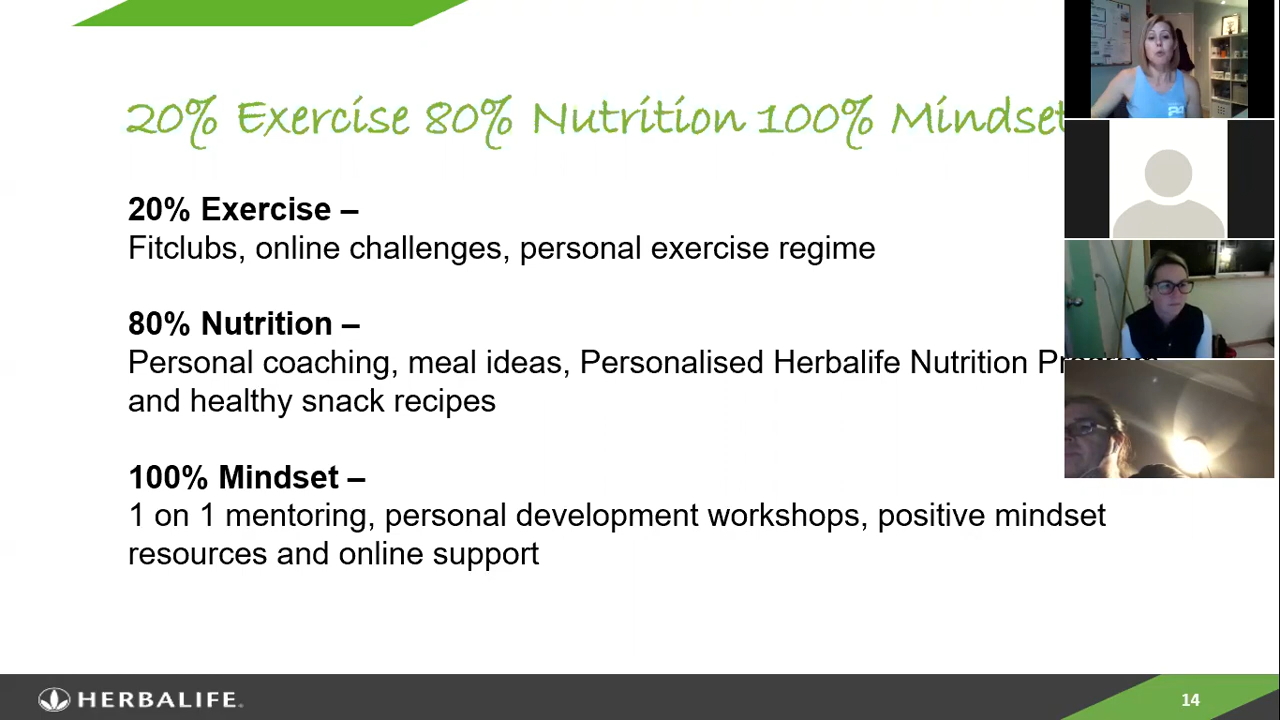 20% Exercise 80% Nutrition 100% Mindset
20% Exercise –
Fitclubs, online challenges, personal exercise regime
80% Nutrition –
Personal coaching, meal ideas, Personalised Herbalife Nutrition Program
and healthy snack recipes
100% Mindset –
1 on 1 mentoring, personal development workshops, positive mindset
resources and online support
HERBALIFE.
14